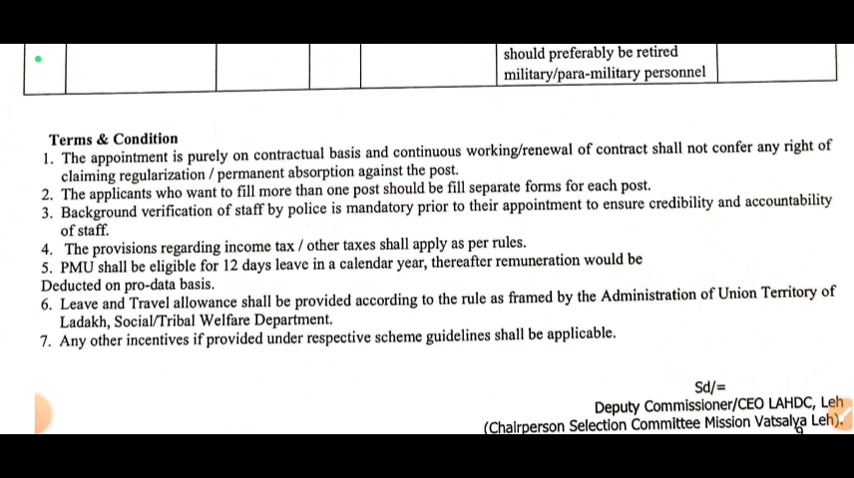 should preferably be retired
military/para-military personnel
Terms & Condition
1. The appointment is purely on contractual basis and continuous working/renewal of contract shall not confer any right of
claiming regularization / permanent absorption against the post.
2. The applicants who want to fill more than one post should be fill separate forms for each post.
3. Background verification of staff by police is mandatory prior to their appointment to ensure credibility and accountability
of staff.
4. The provisions regarding income tax / other taxes shall apply as per rules.
5. PMU shall be eligible for 12 days leave in a calendar year, thereafter remuneration would be
Deducted on pro-data basis.
6. Leave and Travel allowance shall be provided according to the rule as framed by the Administration of Union Territory of
Ladakh, Social/Tribal Welfare Department.
7. Any other incentives if provided under respective scheme guidelines shall be applicable.
Sd/=
Deputy Commissioner/CEO LAHDC, Leh
(Chairperson Selection Committee Mission Vatsalya Leh).